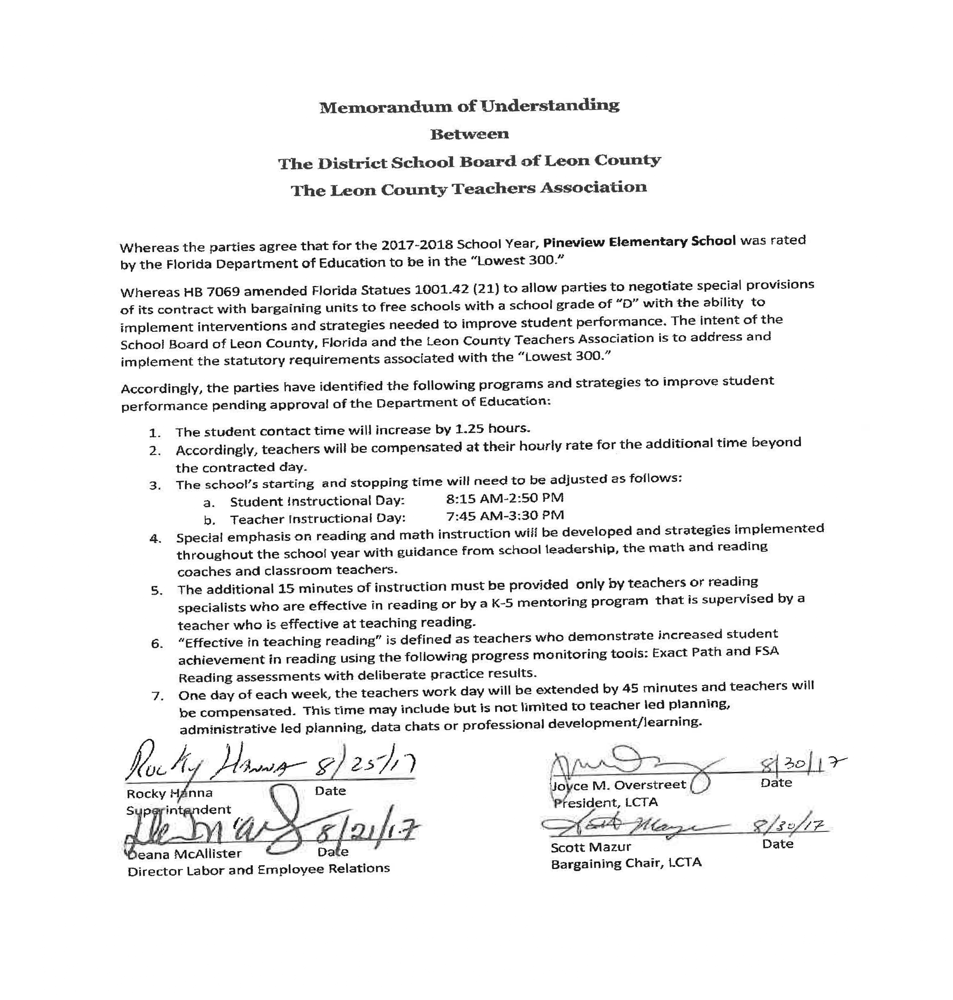 Memorandum of Understanding
Between
The District School Board of Leon County
The Leon County Teachers Association
Whereas the parties agree that for the 2017-2018 School Year, Pineview Elementary School was rated
by the Florida Department of Education to be in the “Lowest 300.”
Whereas HB 7069 amended Florida Statues 1001.42 (21) to allow parties to negotiate special provisions
of its contract with bargaining units to free schools with a school grade of “D” with the ability to
implement interventions and strategies needed to improve student performance. The intent of the
School Board of Leon County, Florida and the Leon County Teachers Association is to address and
implement the statutory requirements associated with the “Lowest 300.”
Accordingly, the parties have identified the following programs and strategies to improve student
performance pending approval of the Department of Education:
1. The student contact time will increase by 1.25 hours.
2. Accordingly, teachers will be compensated at their hourly rate for the additional time beyond
the contracted day.
3. The school’s starting and stopping time will need to be adjusted as follows:
a. Student Instructional Day: 8:15 AM-2:50 PM
b. Teacher Instructional Day: 7:45 AM-3:30 PM
4. Special emphasis on reading and math instruction will be developed and strategies implemented
throughout the school year with guidance from school leadership, the math and reading
coaches and classroom teachers.
5. The additional 15 minutes of instruction must be provided only by teachers or reading
specialists who are effective in reading or by a K-5 mentoring program that is supervised by a
teacher who is effective at teaching reading.
6. “Effective in teaching reading” is defined as teachers who demonstrate increased student
achievement in reading using the following progress monitoring tools: Exact Path and FSA
Reading assessments with deliberate practice results.
7. One day of each week, the teachers work day will be extended by 45 minutes and teachers will
be compensated. This time may include but is not limited to teacher led planning,
administrative led planning, data chats or professional development/learning.
Rocky Hanna 8/25/17
Rocky Hanna Date
Superintendent
8/21/17
Deana McAllister Date
Director Labor and Employee Relations
8/30/17
Joyce M. Overstreet Date
President, LCTA
Scott Mazur 8/30/17
Scott Mazur Date
Bargaining Chair, LCTA